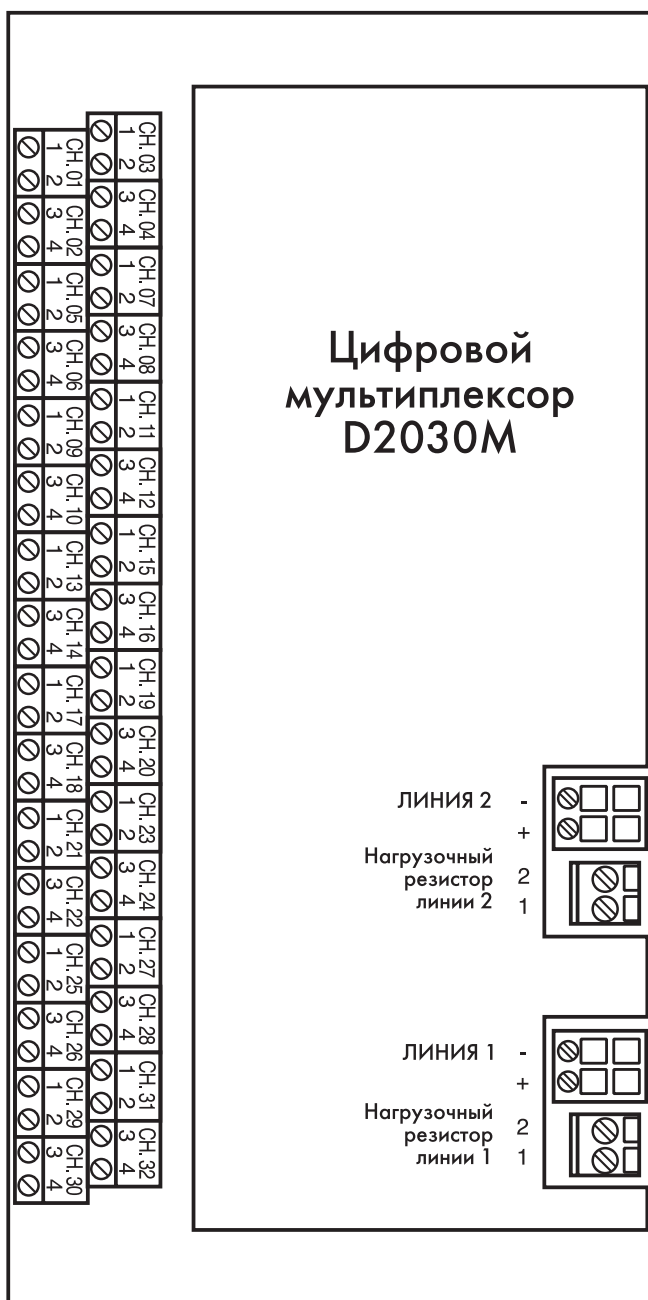 CH. 01
1 2
CH. 02
3 4
CH. 05
1 2
CH. 06
3 4
CH. 09
1 2
CH. 10
3 4
CH. 13
1 2
CH. 14
3 4
CH. 17
1 2
CH. 18
3 4
CH. 21
1 2
CH. 22
3 4
CH. 25
1 2
CH. 26
3 4
CH. 29
1 2
CH. 30
3 4
CH. 03
1 2
CH. 04
3 4
CH. 07
1 2
CH. 08
3 4
CH. 11
1 2
CH. 12
3 4
CH. 15
1 2
CH. 16
3 4
CH. 19
1 2
CH. 20
3 4
CH. 23
1 2
CH. 24
3 4
CH. 27
1 2
CH. 28
3 4
CH. 31
1 2
CH. 32
3 4
Цифровой
мультиплексор
D2030M
ЛИНИЯ 2 -
+
Нагрузочный
резистор 2
линии 2 1
ЛИНИЯ 1 -
+
Нагрузочный
резистор 2
линии 1 1